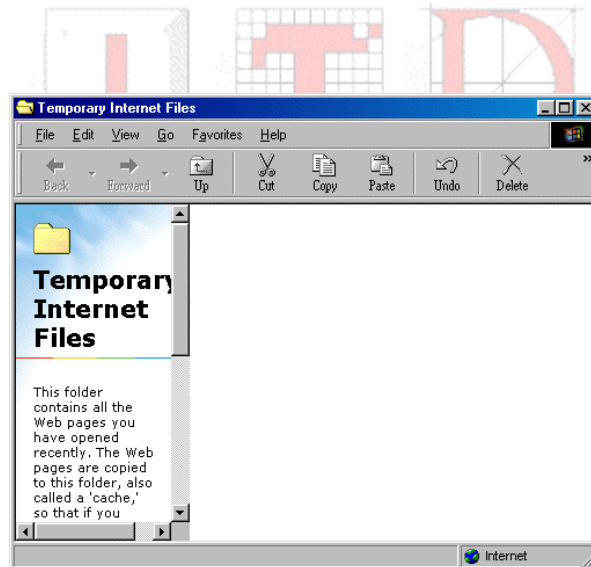 ITD
Temporary Internet Files
File Edit View Go Favorites Help
Back Forward Up Cut Copy Paste Undo Delete »
Temporary
Internet
Files
This folder
contains all the
Web pages you
have opened
recently. The Web
pages are copied
to this folder, also
called a 'cache,'
so that if you
Internet